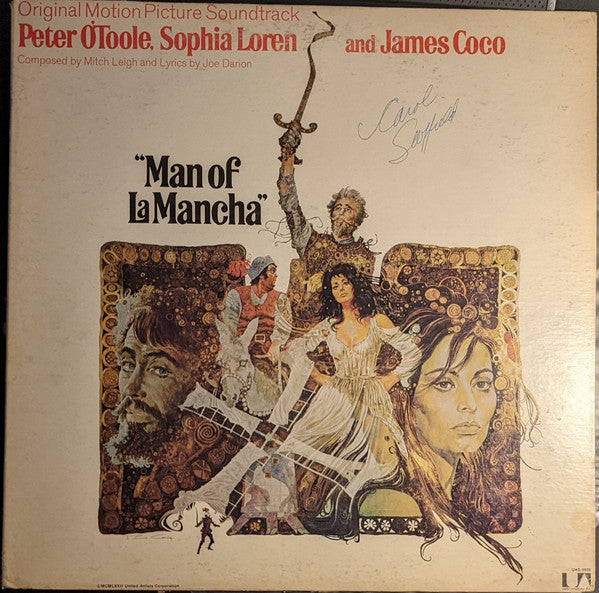 Original Motion Picture Soundtrack
Peter O'Toole, Sophia Loren and James Coco
Composed by Mitch Leigh and Lyrics by Joe Darion
Carol
"Man of
La Mancha"
©MCMLXXII United Artists Corporation
UA